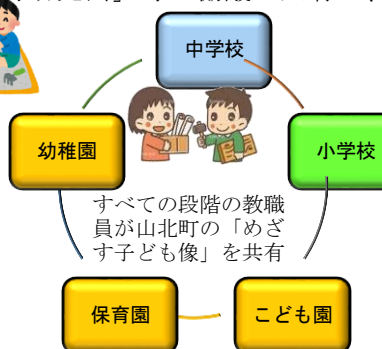 中学校
幼稚園
小学校
すべての段階の教職
員が山北町の「めざ
す子ども像」を共有
保育園
こども園